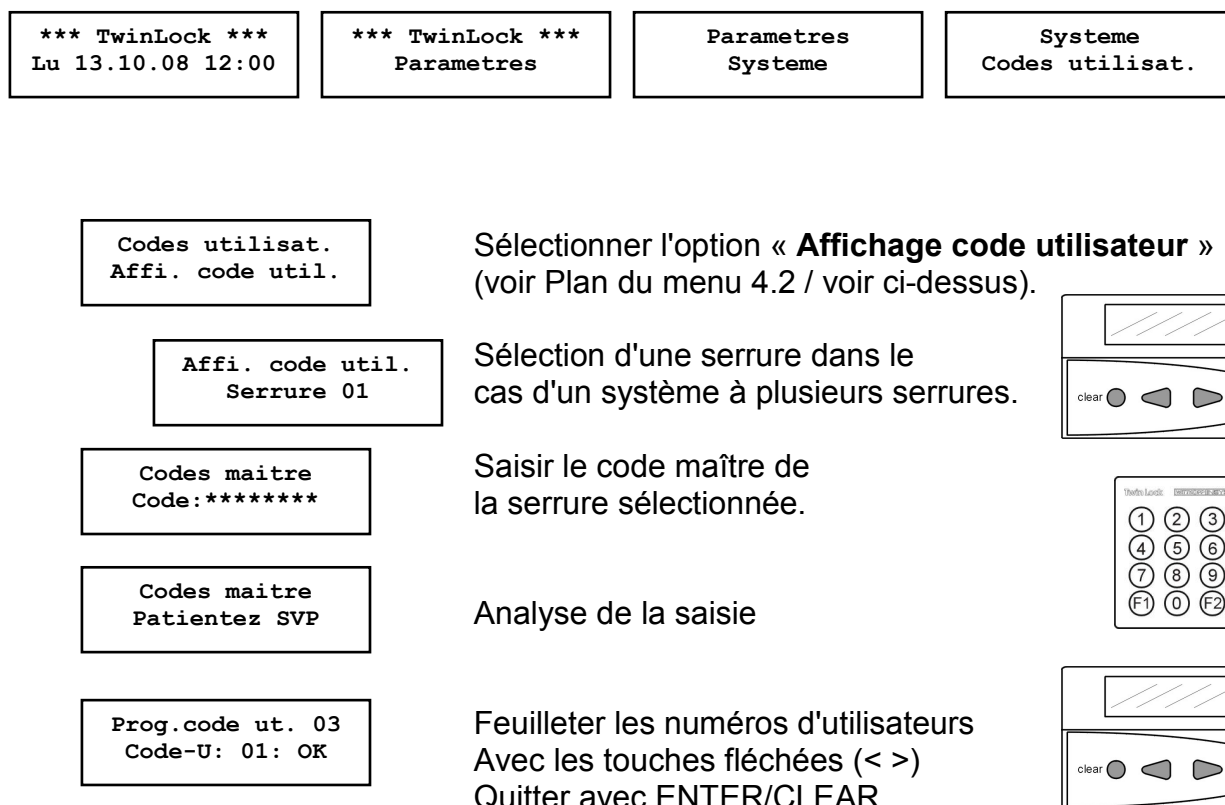 *** TwinLock ***
Lu 13.10.08 12:00
*** TwinLock ***
Parametres
Parametres
Systeme
Systeme
Codes utilisat.
Codes utilisat.
Affi. code util.
Sélectionner l'option « Affichage code utilisateur »
(voir Plan du menu 4.2 / voir ci-dessus).
Affi. code util.
Serrure 01
Sélection d'une serrure dans le
cas d'un système à plusieurs serrures.
clear
Codes maitre
Code:********
Saisir le code maître de
la serrure sélectionnée.
Twin Lock
1 2 3
4 5 6
7 8 9
F1 0 F2
Codes maitre
Patientez SVP
Analyse de la saisie
Prog.code ut. 03
Code-U: 01: OK
Feuilleter les numéros d'utilisateurs
Avec les touches fléchées (< >)
Quitter avec ENTER/CLEAR
clear